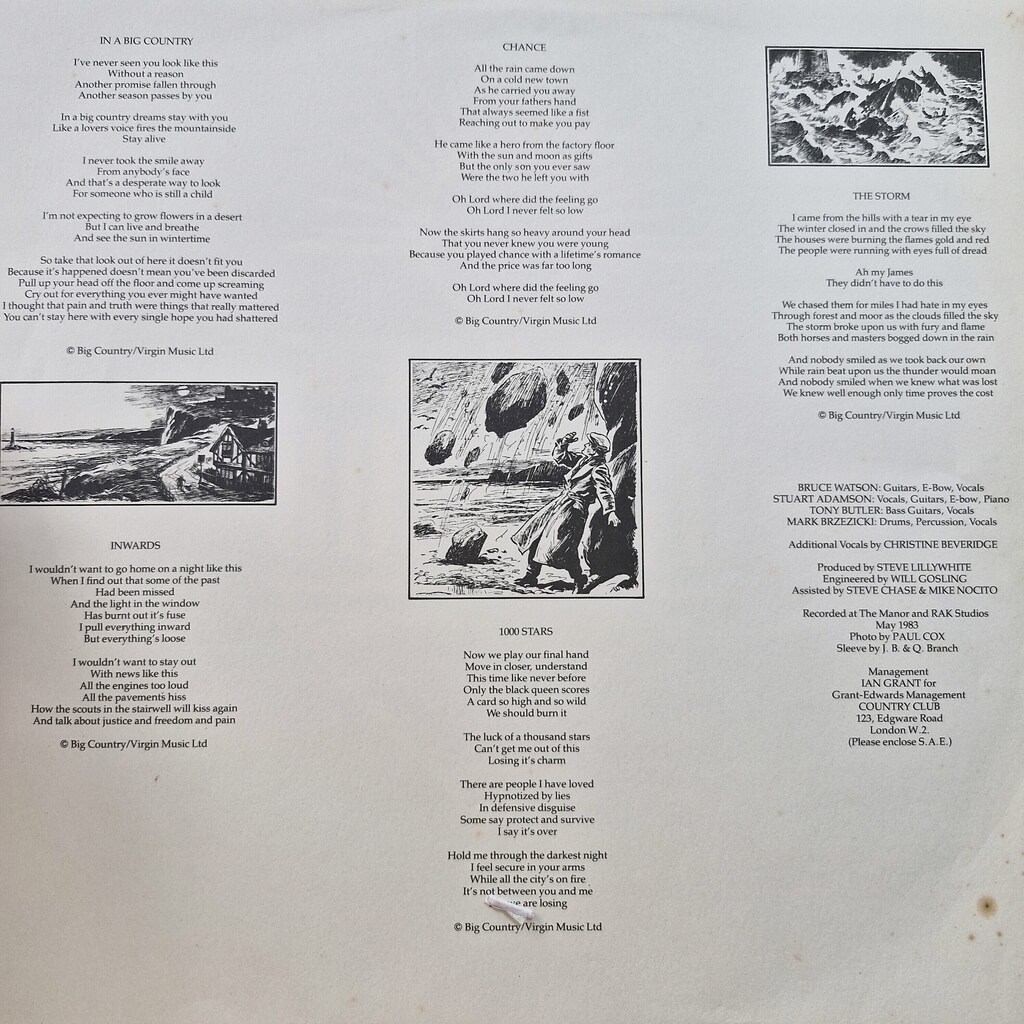 IN A BIG COUNTRY
I've never seen you look like this
Without a reason
Another promise fallen through
Another season passes by you
In a big country dreams stay with you
Like a lovers voice fires the mountainside
Stay alive
I never took the smile away
From anybody's face
And that's a desperate way to look
For someone who is still a child
I'm not expecting to grow flowers in a desert
But I can live and breathe
And see the sun in wintertime
So take that look out of here it doesn't fit you
Because it's happened doesn't mean you've been discarded
Pull up your head off the floor and come up screaming
Cry out for everything you ever might have wanted
I thought that pain and truth were things that really mattered
You can't stay here with every single hope you had shattered
© Big Country/Virgin Music Ltd
INWARDS
I wouldn't want to go home on a night like this
When I find out that some of the past
Had been missed
And the light in the window
Has burnt out it's fuse
I pull everything inward
But everything's loose
I wouldn't want to stay out
With news like this
All the engines too loud
All the pavements hiss
How the scouts in the stairwell will kiss again
And talk about justice and freedom and pain
© Big Country/Virgin Music Ltd
CHANCE
All the rain came down
On a cold new town
As he carried you away
From your fathers hand
That always seemed like a fist
Reaching out to make you pay
He came like a hero from the factory floor
With the sun and moon as gifts
But the only son you ever saw
Were the two he left you with
Oh Lord where did the feeling go
Oh Lord I never felt so low
Now the skirts hang so heavy around your head
That you never knew you were young
Because you played chance with a lifetime's romance
And the price was far too long
Oh Lord where did the feeling go
Oh Lord I never felt so low
© Big Country/Virgin Music Ltd
1000 STARS
Now we play our final hand
Move in closer, understand
This time like never before
Only the black queen scores
A card so high and so wild
We should burn it
The luck of a thousand stars
Can't get me out of this
Losing it's charm
There are people I have loved
Hypnotized by lies
In defensive disguise
Some say protect and survive
I say it's over
Hold me through the darkest night
I feel secure in your arms
While all the city's on fire
It's not between you and me
we are losing
© Big Country/Virgin Music Ltd
THE STORM
I came from the hills with a tear in my eye
The winter closed in and the crows filled the sky
The houses were burning the flames gold and red
The people were running with eyes full of dread
Ah my James
They didn't have to do this
We chased them for miles I had hate in my eyes
Through forest and moor as the clouds filled the sky
The storm broke upon us with fury and flame
Both horses and masters bogged down in the rain
And nobody smiled as we took back our own
While rain beat upon us the thunder would moan
And nobody smiled when we knew what was lost
We knew well enough only time proves the cost
© Big Country/Virgin Music Ltd
BRUCE WATSON: Guitars, E-Bow, Vocals
STUART ADAMSON: Vocals, Guitars, E-bow, Piano
TONY BUTLER: Bass Guitars, Vocals
MARK BRZEZICKI: Drums, Percussion, Vocals
Additional Vocals by CHRISTINE BEVERIDGE
Produced by STEVE LILLYWHITE
Engineered by WILL GOSLING
Assisted by STEVE CHASE & MIKE NOCITO
Recorded at The Manor and RAK Studios
May 1983
Photo by PAUL COX
Sleeve by J. B. & Q. Branch
Management
IAN GRANT for
Grant-Edwards Management
COUNTRY CLUB
123, Edgware Road
London W.2.
(Please enclose S.A.E.)